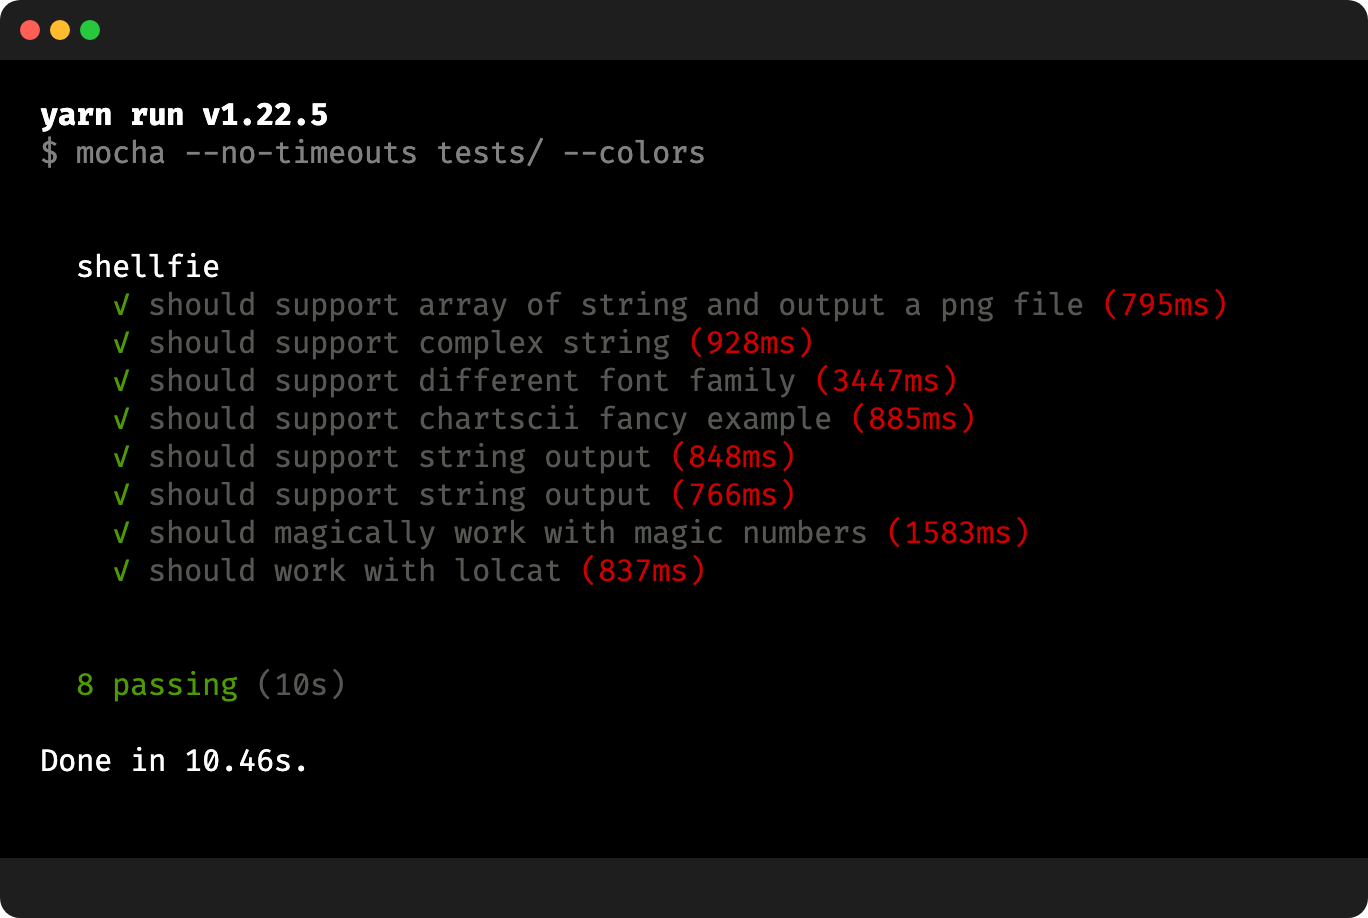 yarn run v1.22.5
$ mocha --no-timeouts tests/ --colors
shellfie
√ should support array of string and output a png file (795ms)
√ should support complex string (928ms)
√ should support different font family (3447ms)
√ should support chartscii fancy example (885ms)
√ should support string output (848ms)
√ should support string output (766ms)
√ should magically work with magic numbers (1583ms)
√ should work with lolcat (837ms)
8 passing (10s)
Done in 10.46s.